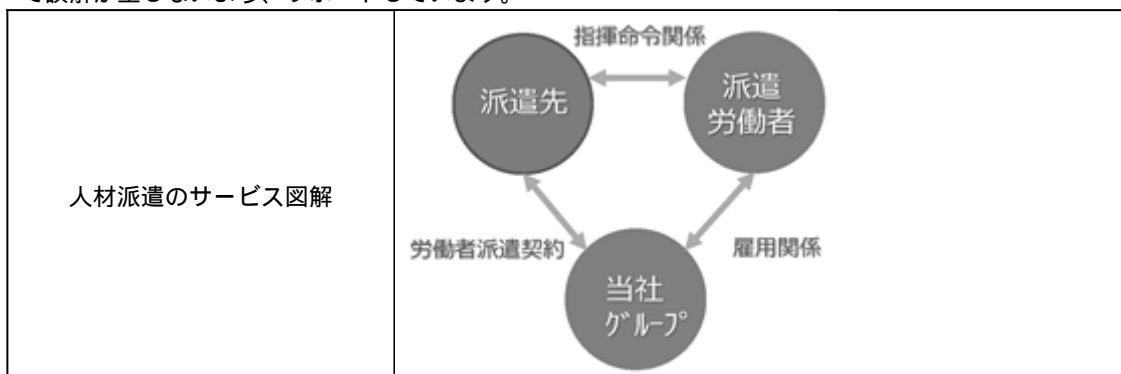 人材派遣のサービス図解
指揮命令関係
派遣先
派遣
労働者
労働者派遣契約
雇用関係
当社
グループ